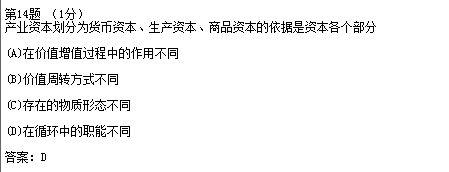 第14题 （1分）
产业资本划分为货币资本、生产资本、商品资本的依据是资本各个部分
(A)在价值增值过程中的作用不同
(B)价值周转方式不同
(C)存在的物质形态不同
(D)在循环中的职能不同
答案：D